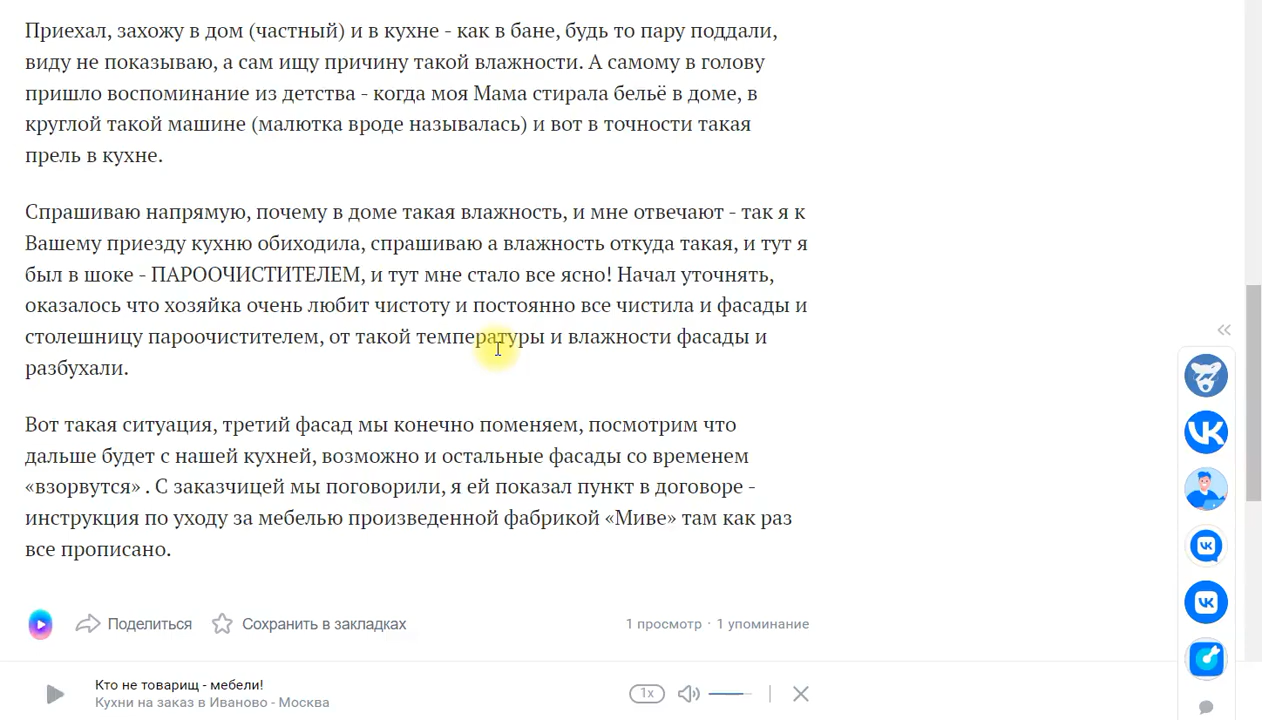 Приехал, захожу в дом (частный) и в кухне - как в бане, будь то пару поддали,
виду не показываю, а сам ищу причину такой влажности. А самому в голову
пришло воспоминание из детства - когда моя Мама стирала бельё в доме, в
круглой такой машине (малютка вроде называлась) и вот в точности такая
прель в кухне.
Спрашиваю напрямую, почему в доме такая влажность, и мне отвечают - так я к
Вашему приезду кухню обиходила, спрашиваю а влажность откуда такая, и тут я
был в шоке - ПАРООЧИСТИТЕЛЕМ, и тут мне стало все ясно! Начал уточнять,
оказалось что хозяйка очень любит чистоту и постоянно все чистила и фасады и
столешницу пароочистителем, от такой температуры и влажности фасады и
разбухали.
Вот такая ситуация, третий фасад мы конечно поменяем, посмотрим что
дальше будет с нашей кухней, возможно и остальные фасады со временем
«взорвутся» . С заказчицей мы поговорили, я ей показал пункт в договоре -
инструкция по уходу за мебелью произведенной фабрикой «Миве» там как раз
все прописано.
Поделиться Сохранить в закладках 1 просмотр · 1 упоминание
Кто не товарищ - мебели!
Кухни на заказ в Иваново - Москва
1x